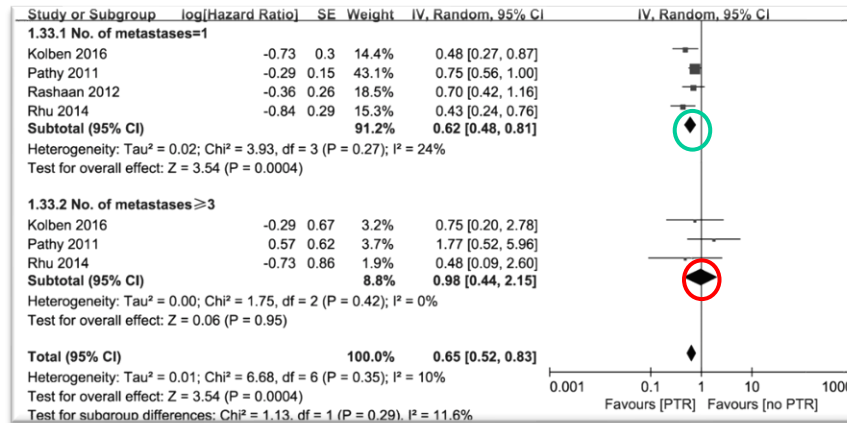 Study or Subgroup log[Hazard Ratio] SE Weight IV, Random, 95% CI IV, Random, 95% CI
1.33.1 No. of metastases=1
Kolben 2016 -0.73 0.3 14.4% 0.48 [0.27, 0.87]
Pathy 2011 -0.29 0.15 43.1% 0.75 [0.56, 1.00]
Rashaan 2012 -0.36 0.26 18.5% 0.70 [0.42, 1.16]
Rhu 2014 -0.84 0.29 15.3% 0.43 [0.24, 0.76]
Subtotal (95% CI) 91.2% 0.62 [0.48, 0.81]
Heterogeneity: Tau² = 0.02; Chi² = 3.93, df = 3 (P = 0.27); I² = 24%
Test for overall effect: Z = 3.54 (P = 0.0004)
1.33.2 No. of metastases≥3
Kolben 2016 -0.29 0.67 3.2% 0.75 [0.20, 2.78]
Pathy 2011 0.57 0.62 3.7% 1.77 [0.52, 5.96]
Rhu 2014 -0.73 0.86 1.9% 0.48 [0.09, 2.60]
Subtotal (95% CI) 8.8% 0.98 [0.44, 2.15]
Heterogeneity: Tau² = 0.00; Chi² = 1.75, df = 2 (P = 0.42); I² = 0%
Test for overall effect: Z = 0.06 (P = 0.95)
Total (95% CI) 100.0% 0.65 [0.52, 0.83]
Heterogeneity: Tau² = 0.01; Chi² = 6.68, df = 6 (P = 0.35); I² = 10%
Test for overall effect: Z = 3.54 (P = 0.0004)
Test for subgroup differences: Chi² = 1.13, df = 1 (P = 0.29), I² = 11.6%
0.001 0.1 1 10 1000
Favours [PTR] Favours [no PTR]